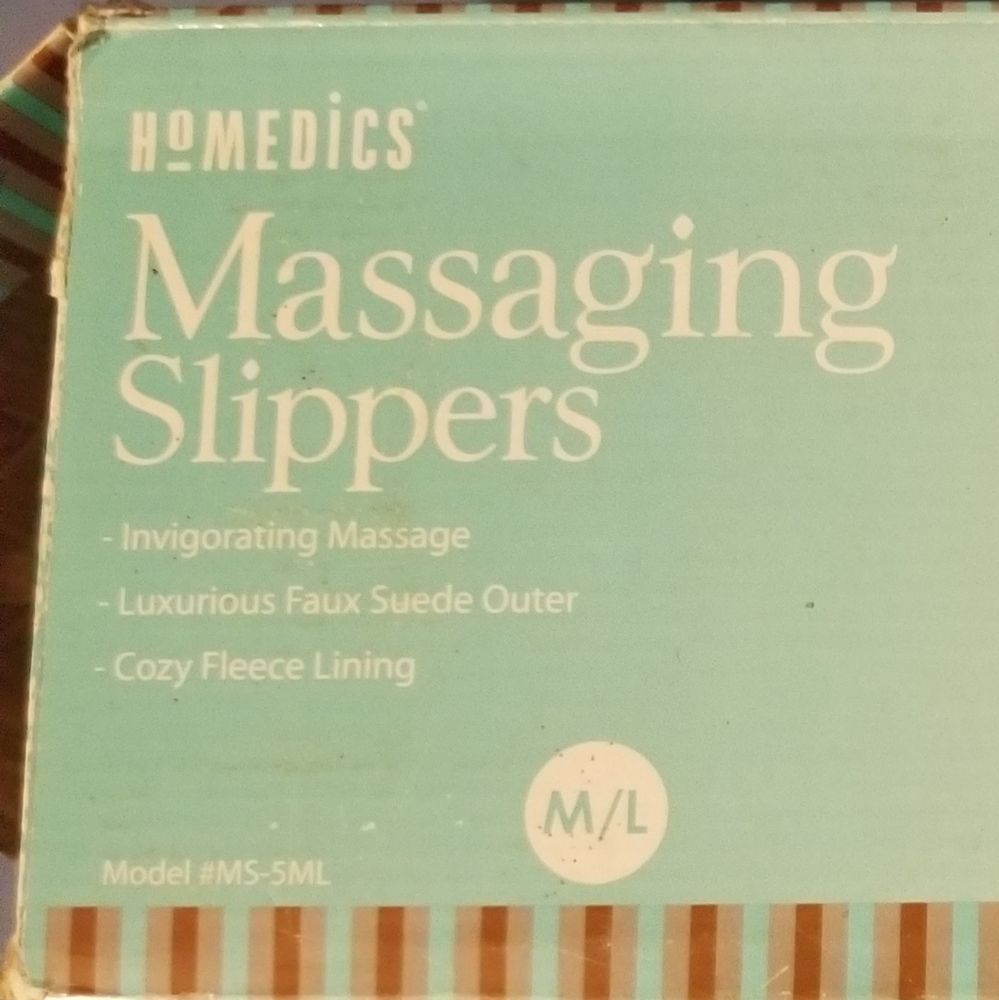 HoMEDiCS®
Massaging
Slippers
- Invigorating Massage
- Luxurious Faux Suede Outer
- Cozy Fleece Lining
M/L
Model #MS-5ML